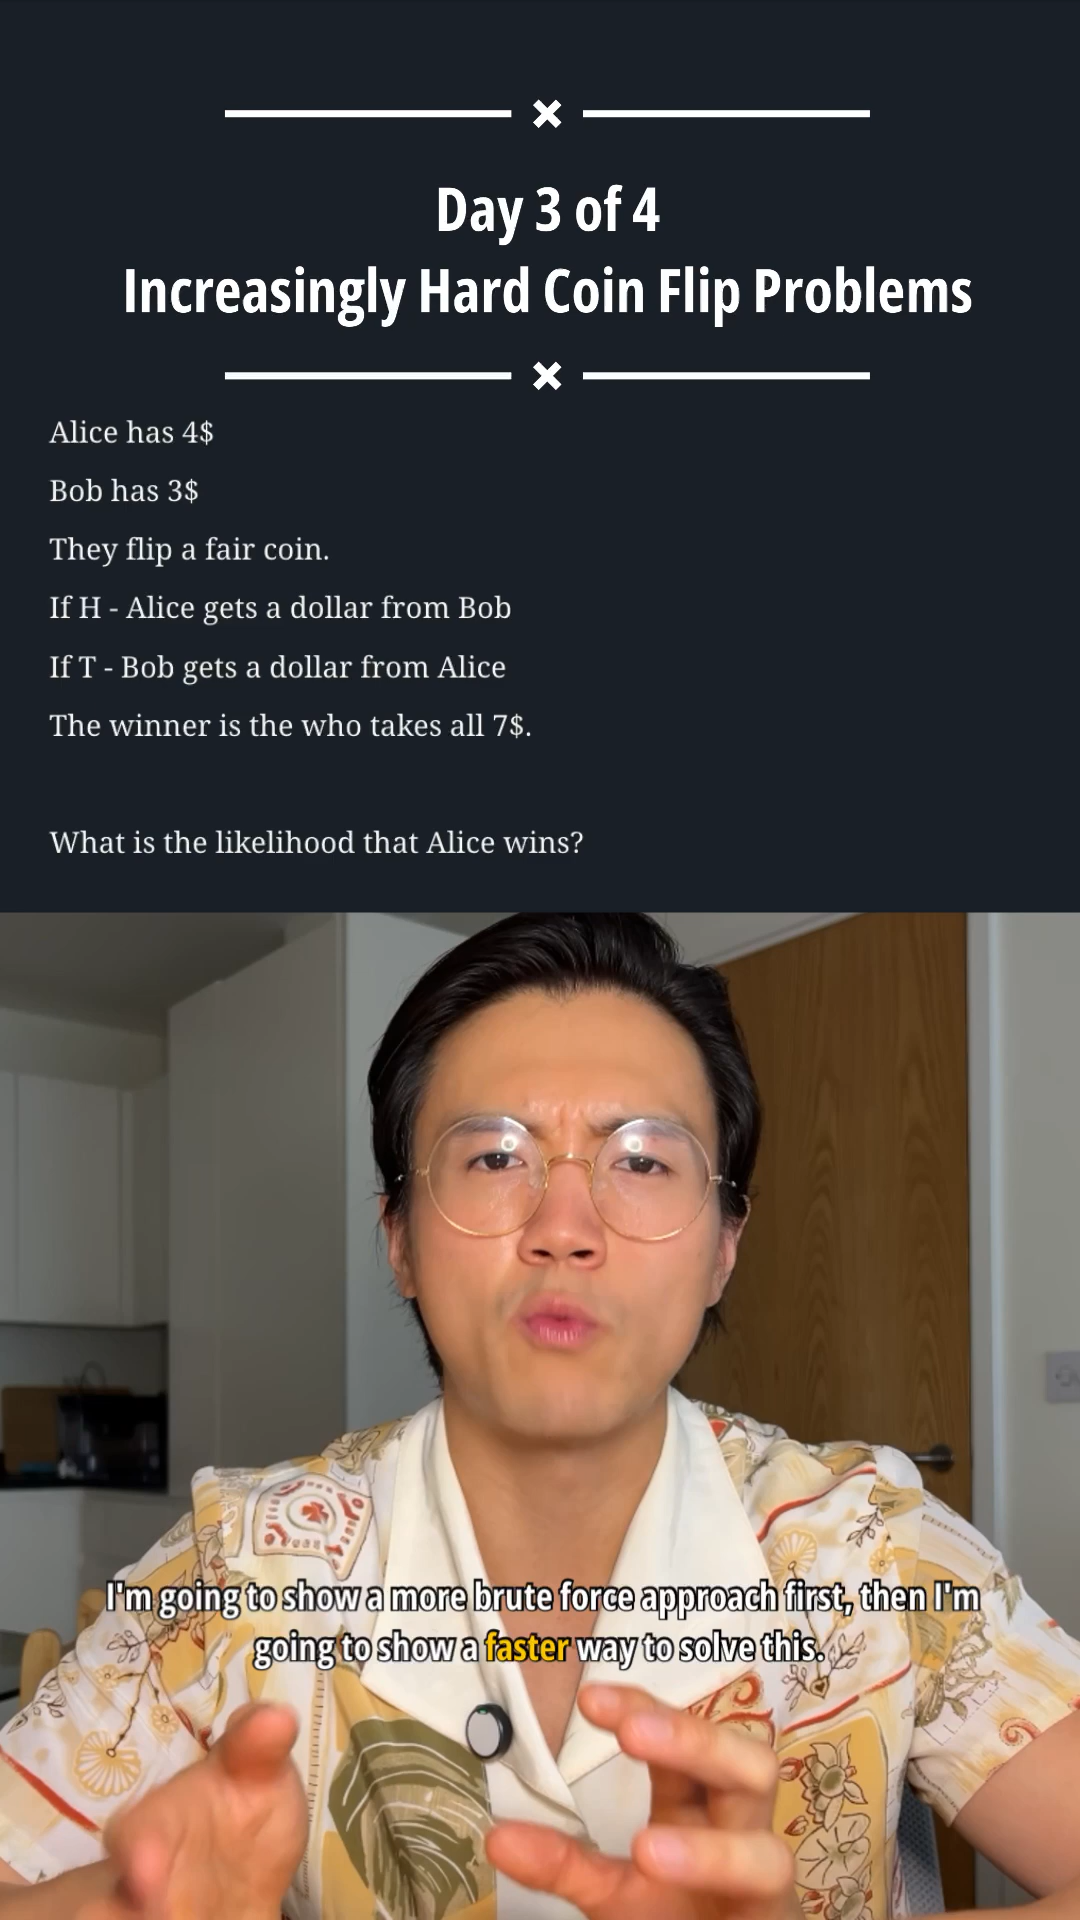 Day 3 of 4
Increasingly Hard Coin Flip Problems
Alice has 4$
Bob has 3$
They flip a fair coin.
If H - Alice gets a dollar from Bob
If T - Bob gets a dollar from Alice
The winner is the who takes all 7$.
What is the likelihood that Alice wins?
I'm going to show a more brute force approach first, then I'm
going to show a faster way to solve this.